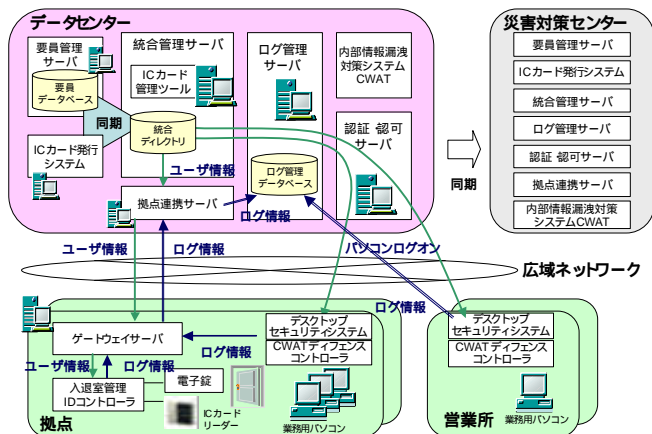 データセンター
要員管理
サーバ
要員
データベース
ICカード発行
システム
同期
統合管理サーバ
ICカード
管理ツール
統合
ディレクトリ
ユーザ情報
拠点連携サーバ
ログ管理
サーバ
ログ管理
データベース
ログ情報
内部情報漏洩
対策システム
CWAT
認証・認可
サーバ
同期
災害対策センター
要員管理サーバ
ICカード発行システム
統合管理サーバ
ログ管理サーバ
認証・認可サーバ
拠点連携サーバ
内部情報漏洩対策
システムCWAT
ユーザ情報
ログ情報
パソコンログオン
広域ネットワーク
ログ情報
ゲートウェイサーバ
ユーザ情報
ログ情報
入退室管理
IDコントローラ
電子錠
ICカード
リーダー
ログ情報
デスクトップ
セキュリティシステム
CWATディフェンス
コントローラ
業務用パソコン
拠点
デスクトップ
セキュリティシステム
CWATディフェンス
コントローラ
業務用パソコン
営業所